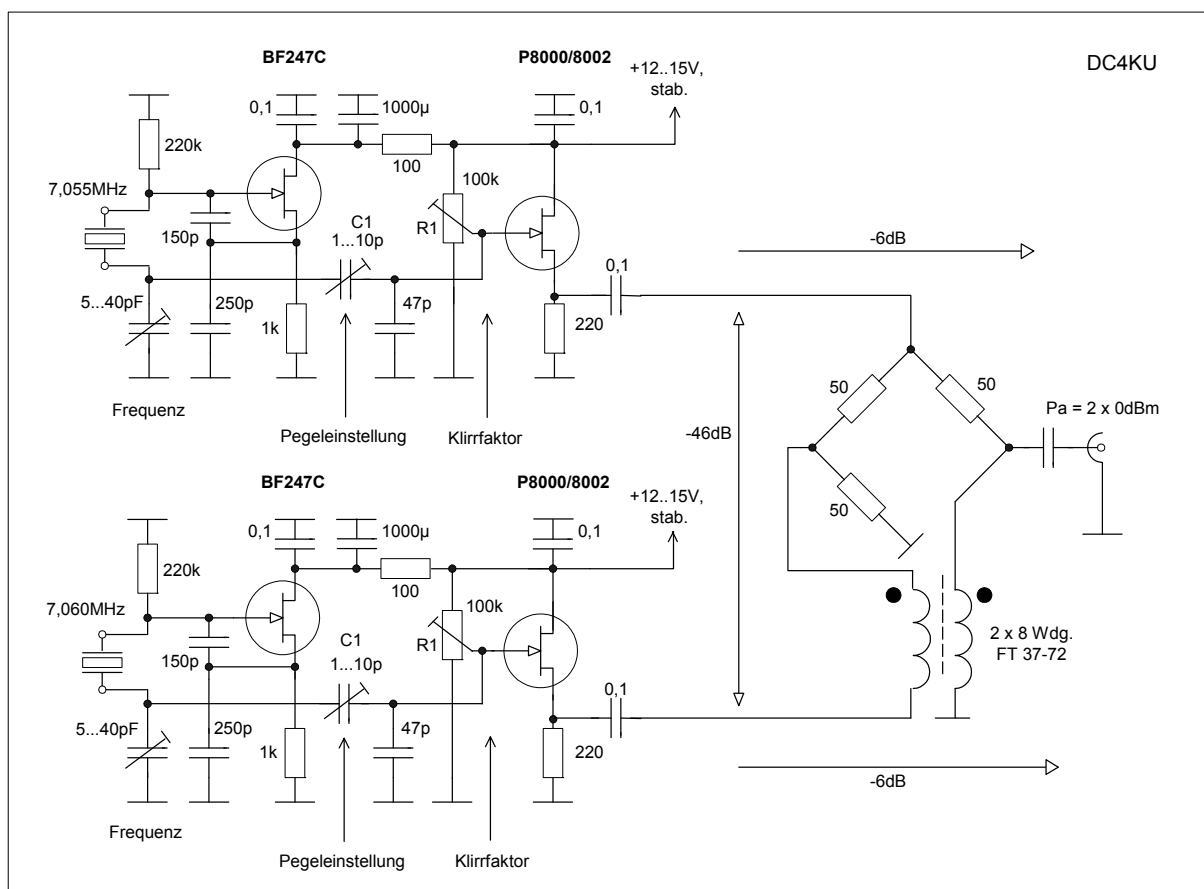 BF247C
P8000/8002
DC4KU
+12..15V,
stab.
0,1
1000µ
0,1
220k
100
7,055MHz
100k
C1
R1
150p
1...10p
-6dB
0,1
5...40pF
250p
47p
1k
220
50
50
Frequenz
Pa = 2 x 0dBm
Pegeleinstellung
Klirrfaktor
-46dB
BF247C
P8000/8002
50
+12..15V,
stab.
0,1
1000µ
0,1
220k
100
7,060MHz
100k
C1
R1
2 x 8 Wdg.
FT 37-72
150p
1...10p
0,1
5...40pF
250p
47p
1k
220
-6dB
Frequenz
Pegeleinstellung
Klirrfaktor